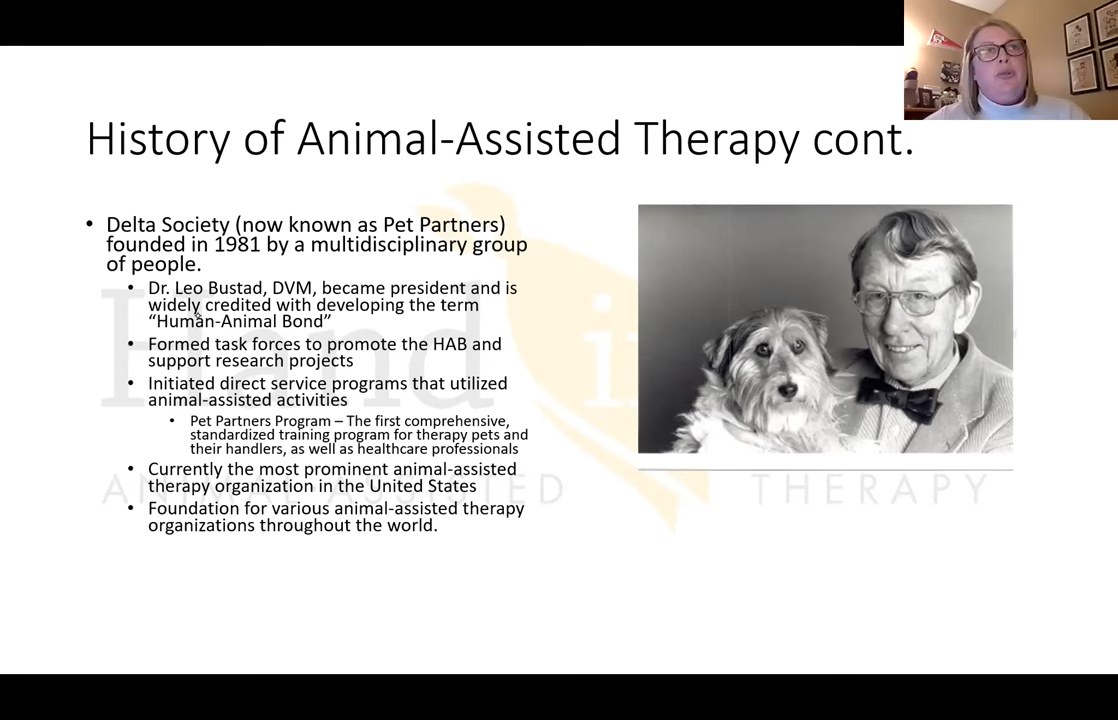 History of Animal-Assisted Therapy cont.
• Delta Society (now known as Pet Partners)
founded in 1981 by a multidisciplinary group
of people.
• Dr. Leo Bustad, DVM, became president and is
widely credited with developing the term
“Human-Animal Bond”
• Formed task forces to promote the HAB and
support research projects
• Initiated direct service programs that utilized
animal-assisted activities
• Pet Partners Program – The first comprehensive,
standardized training program for therapy pets and
their handlers, as well as healthcare professionals
• Currently the most prominent animal-assisted
therapy organization in the United States
• Foundation for various animal-assisted therapy
organizations throughout the world.
Hand in
ANIMAL ASSISTED THERAPY